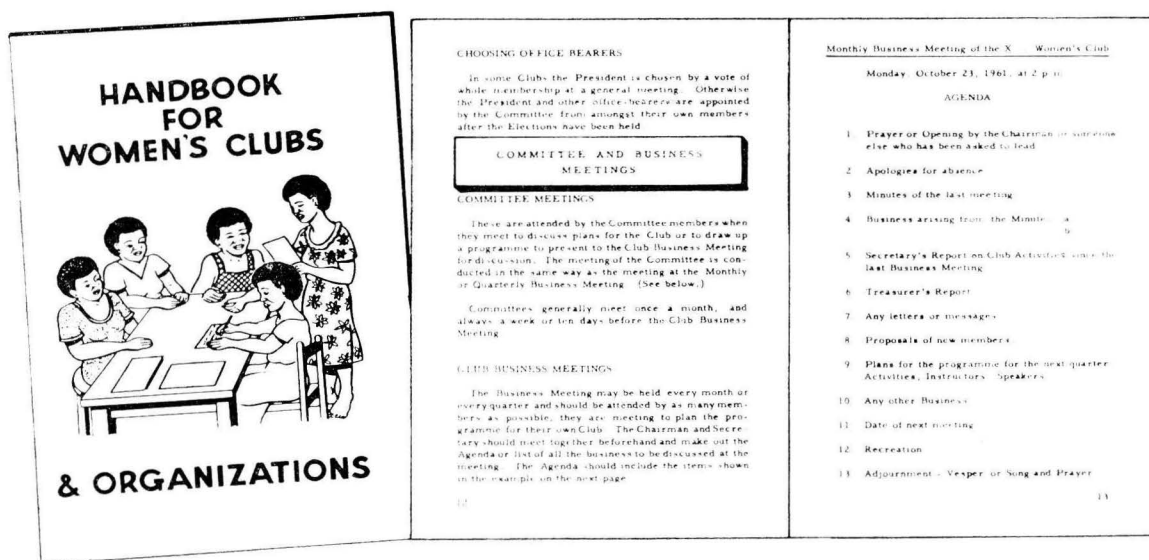 HANDBOOK
FOR
WOMEN'S CLUBS
& ORGANIZATIONS
CHOOSING OFFICE BEARERS
In some Clubs the President is chosen by a vote of
whole membership at a general meeting. Otherwise
the President and other office-bearers are appointed
by the Committee from amongst their own members
after the Elections have been held
COMMITTEE AND BUSINESS
MEETINGS
COMMITTEE MEETINGS
These are attended by the Committee members when
they meet to discuss plans for the Club or to draw up
a programme to present to the Club Business Meeting
for discussion. The meeting of the Committee is con-
ducted in the same way as the meeting at the Monthly
or Quarterly Business Meeting (See below.)
Committees generally meet once a month, and
always a week or ten days before the Club Business
Meeting
CLUB BUSINESS MEETINGS
The Business Meeting may be held every month or
every quarter and should be attended by as many mem-
bers as possible, they are meeting to plan the pro-
gramme for their own Club. The Chairman and Secre-
tary should meet together beforehand and make out the
Agenda or list of all the business to be discussed at the
meeting. The Agenda should include the items shown
in the example on the next page
12
Monthly Business Meeting of the X Women's Club
Monday, October 23, 1961, at 2 p.m.
AGENDA
1 Prayer or Opening by the Chairman or someone
else who has been asked to lead
2 Apologies for absence
3 Minutes of the last meeting
4 Business arising from the Minutes a
b
5 Secretary's Report on Club Activities since the
last Business Meeting
6 Treasurer's Report
7 Any letters or messages
8 Proposals of new members
9 Plans for the programme for the next quarter
Activities, Instructors Speakers
10 Any other Business
11 Date of next meeting
12 Recreation
13 Adjournment - Vesper or Song and Prayer
13